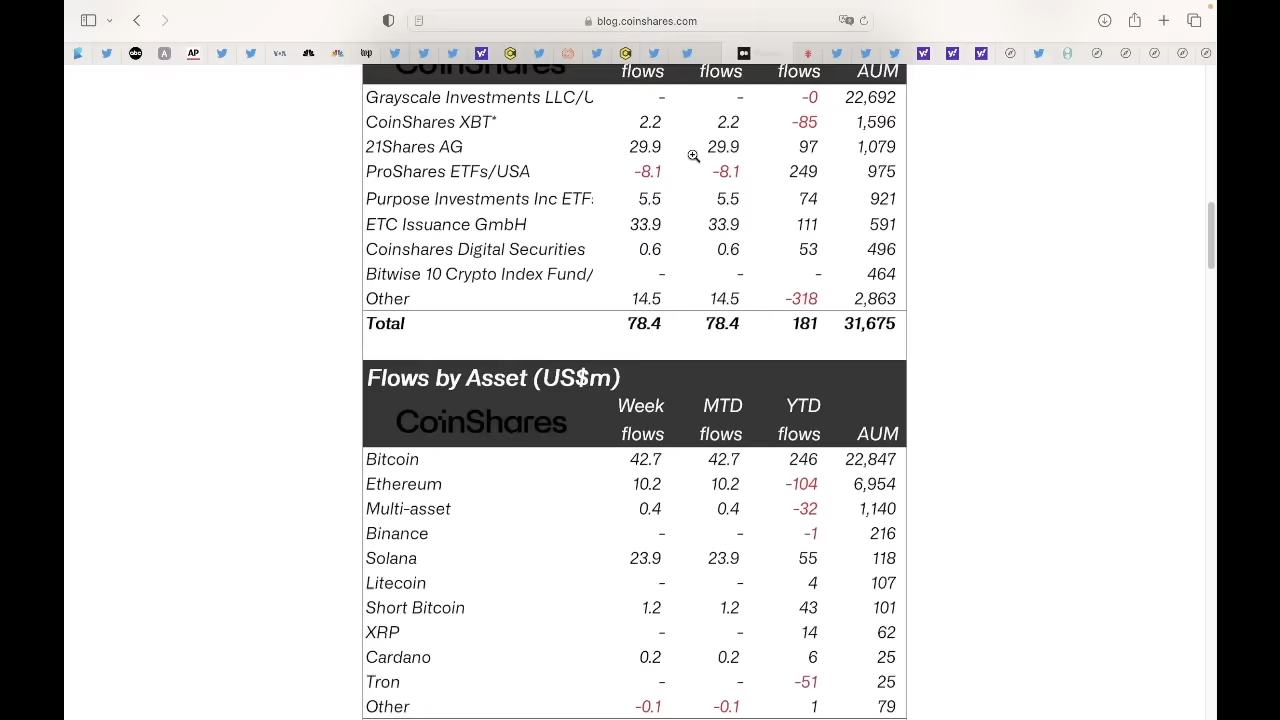 blog.coinshares.com
CoinShares flows flows flows AUM
Grayscale Investments LLC/U - - -0 22,692
CoinShares XBT* 2.2 2.2 -85 1,596
21Shares AG 29.9 29.9 97 1,079
ProShares ETFs/USA -8.1 -8.1 249 975
Purpose Investments Inc ETF 5.5 5.5 74 921
ETC Issuance GmbH 33.9 33.9 111 591
Coinshares Digital Securities 0.6 0.6 53 496
Bitwise 10 Crypto Index Fund/ - - - 464
Other 14.5 14.5 -318 2,863
Total 78.4 78.4 181 31,675
Flows by Asset (US$m)
Week MTD YTD
CoinShares flows flows flows AUM
Bitcoin 42.7 42.7 246 22,847
Ethereum 10.2 10.2 -104 6,954
Multi-asset 0.4 0.4 -32 1,140
Binance - - -1 216
Solana 23.9 23.9 55 118
Litecoin - - 4 107
Short Bitcoin 1.2 1.2 43 101
XRP - - 14 62
Cardano 0.2 0.2 6 25
Tron - - -51 25
Other -0.1 -0.1 1 79